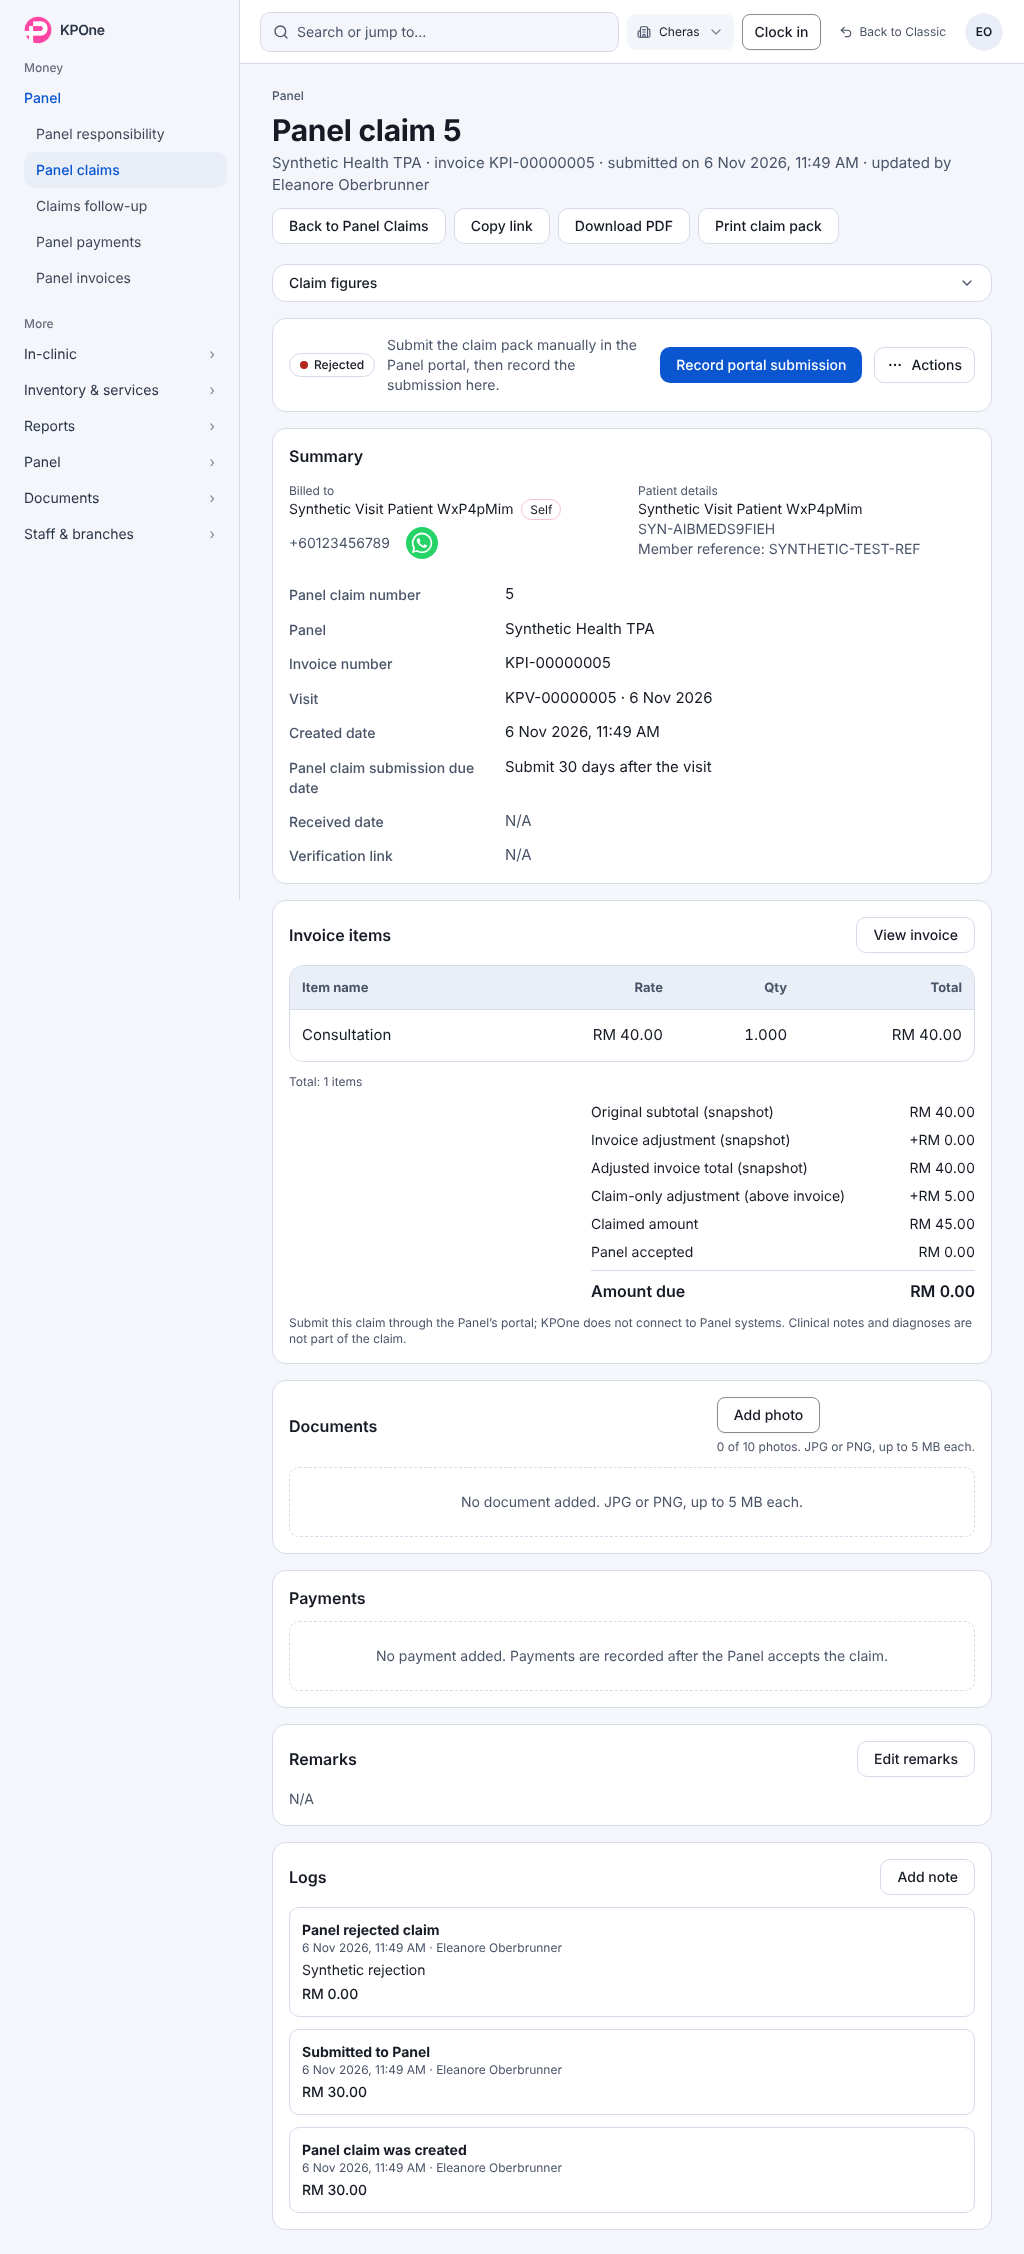 KPOne
Money
Panel
Panel responsibility
Panel claims
Claims follow-up
Panel payments
Panel invoices
More
In-clinic
Inventory & services
Reports
Panel
Documents
Staff & branches
Search or jump to...
Cheras
Clock in
Back to Classic
EO
Panel
Panel claim 5
Synthetic Health TPA · invoice KPI-00000005 · submitted on 6 Nov 2026, 11:49 AM · updated by
Eleanore Oberbrunner
Back to Panel Claims
Copy link
Download PDF
Print claim pack
Claim figures
Rejected
Submit the claim pack manually in the
Panel portal, then record the
submission here.
Record portal submission
··· Actions
Summary
Billed to
Synthetic Visit Patient WxP4pMim Self
+60123456789
Patient details
Synthetic Visit Patient WxP4pMim
SYN-AIBMEDS9FIEH
Member reference: SYNTHETIC-TEST-REF
Panel claim number 5
Panel Synthetic Health TPA
Invoice number KPI-00000005
Visit KPV-00000005 · 6 Nov 2026
Created date 6 Nov 2026, 11:49 AM
Panel claim submission due
date
Submit 30 days after the visit
Received date N/A
Verification link N/A
Invoice items
View invoice
Item name Rate Qty Total
Consultation RM 40.00 1.000 RM 40.00
Total: 1 items
Original subtotal (snapshot) RM 40.00
Invoice adjustment (snapshot) +RM 0.00
Adjusted invoice total (snapshot) RM 40.00
Claim-only adjustment (above invoice) +RM 5.00
Claimed amount RM 45.00
Panel accepted RM 0.00
Amount due RM 0.00
Submit this claim through the Panel's portal; KPOne does not connect to Panel systems. Clinical notes and diagnoses are
not part of the claim.
Documents
Add photo
0 of 10 photos. JPG or PNG, up to 5 MB each.
No document added. JPG or PNG, up to 5 MB each.
Payments
No payment added. Payments are recorded after the Panel accepts the claim.
Remarks
Edit remarks
N/A
Logs
Add note
Panel rejected claim
6 Nov 2026, 11:49 AM · Eleanore Oberbrunner
Synthetic rejection
RM 0.00
Submitted to Panel
6 Nov 2026, 11:49 AM · Eleanore Oberbrunner
RM 30.00
Panel claim was created
6 Nov 2026, 11:49 AM · Eleanore Oberbrunner
RM 30.00